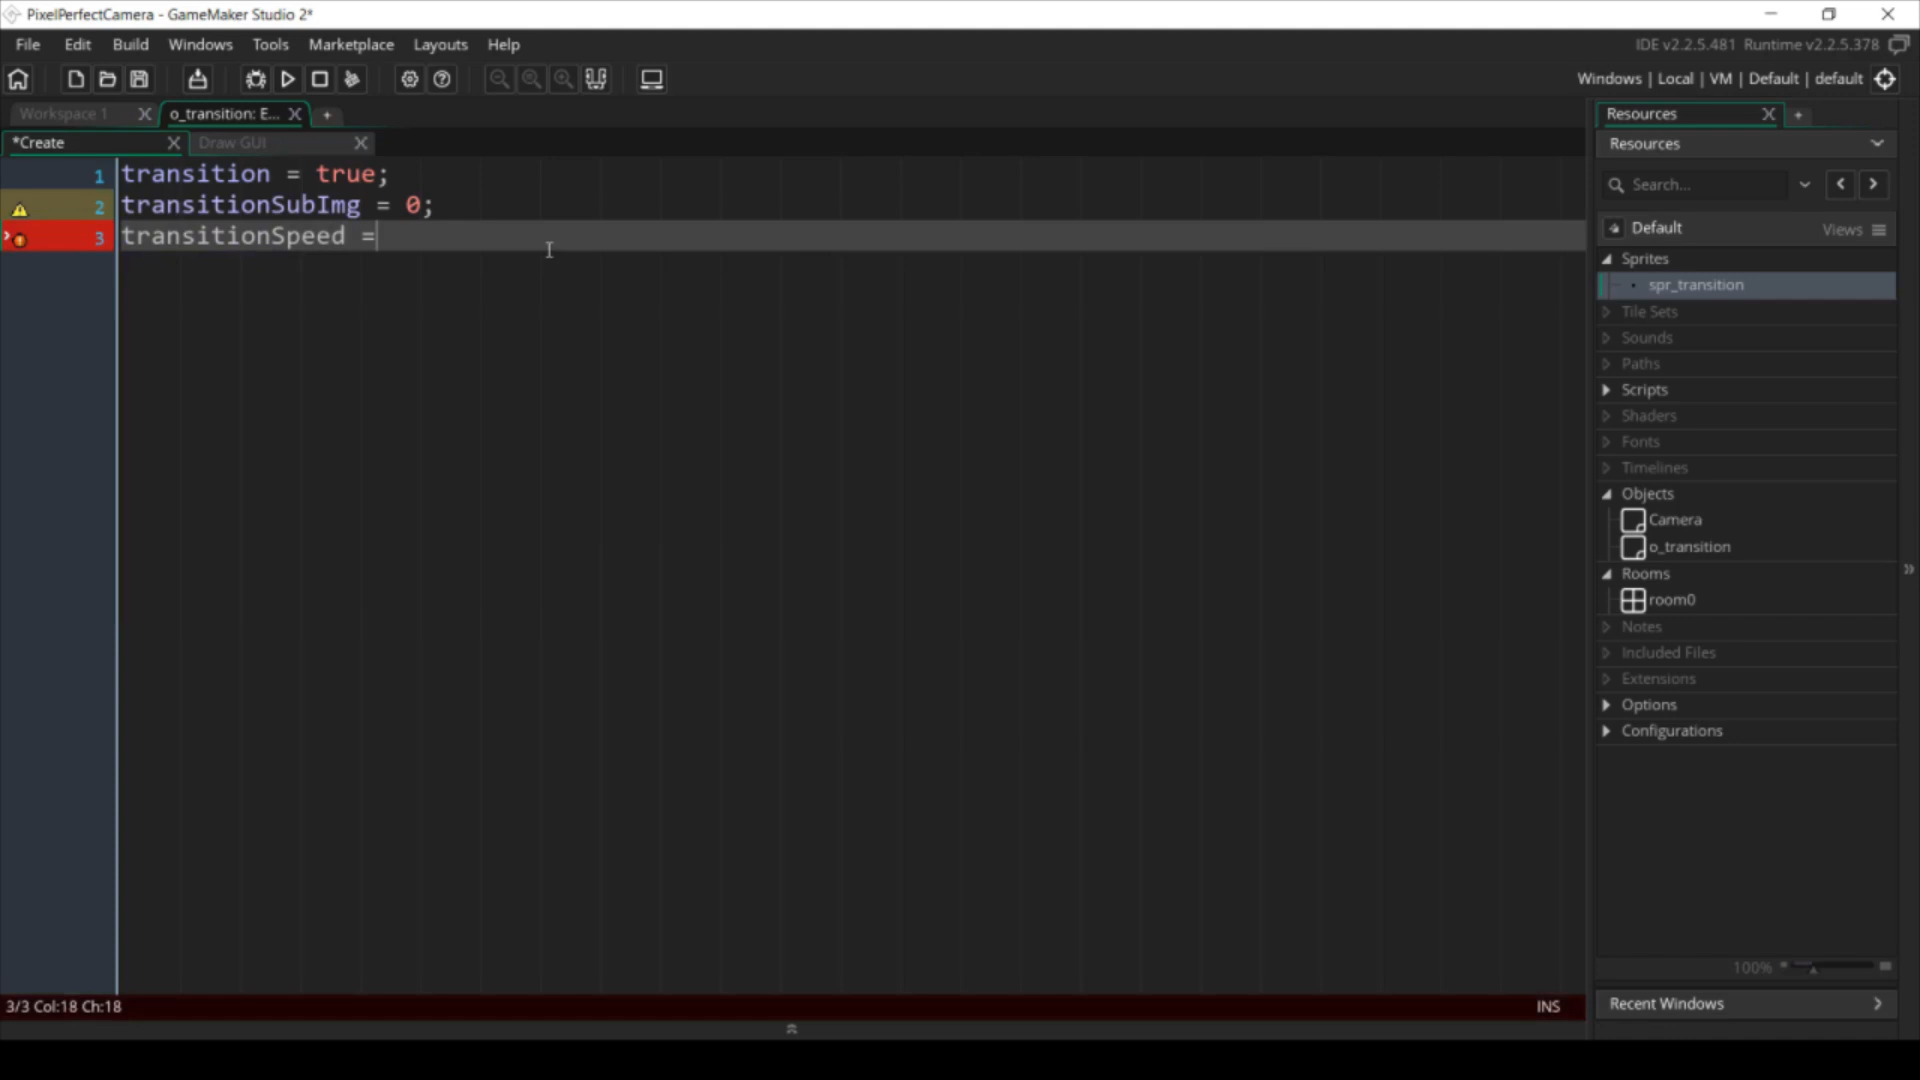 PixelPerfectCamera - GameMaker Studio 2*
File Edit Build Windows Tools Marketplace Layouts Help
IDE v2.2.5.481 Runtime v2.2.5.378
Windows | Local | VM | Default | default
Workspace 1
o_transition: E...
*Create
Draw GUI
1 transition = true;
2 transitionSubImg = 0;
3 transitionSpeed =
3/3 Col:18 Ch:18
INS
Resources
Resources
Search...
Default
Views
Sprites
spr_transition
Tile Sets
Sounds
Paths
Scripts
Shaders
Fonts
Timelines
Objects
Camera
o_transition
Rooms
room0
Notes
Included Files
Extensions
Options
Configurations
100%
Recent Windows